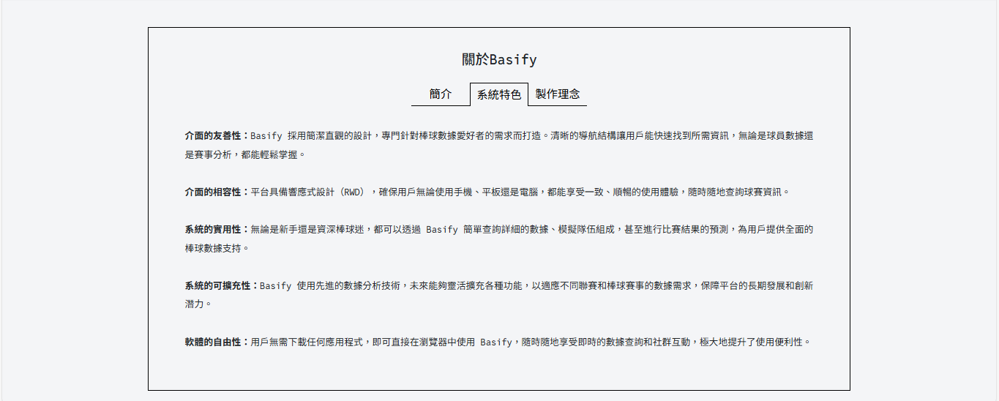 關於Basify
簡介 系統特色 製作理念
介面的友善性：Basify 採用簡潔直觀的設計，專門針對棒球數據愛好者的需求而打造。清晰的導航結構讓用戶能快速找到所需資訊，無論是球員數據還
是賽事分析，都能輕鬆掌握。
介面的相容性：平台具備響應式設計（RWD），確保用戶無論使用手機、平板還是電腦，都能享受一致、順暢的使用體驗，隨時隨地查詢球賽資訊。
系統的實用性：無論是新手還是資深棒球迷，都可以透過 Basify 簡單查詢詳細的數據、模擬隊伍組成，甚至進行比賽結果的預測，為用戶提供全面的
棒球數據支持。
系統的可擴充性：Basify 使用先進的數據分析技術，未來能夠靈活擴充各種功能，以適應不同聯賽和棒球賽事的數據需求，保障平台的長期發展和創新
潛力。
軟體的自由性：用戶無需下載任何應用程式，即可直接在瀏覽器中使用 Basify，隨時隨地享受即時的數據查詢和社群互動，極大地提升了使用便利性。